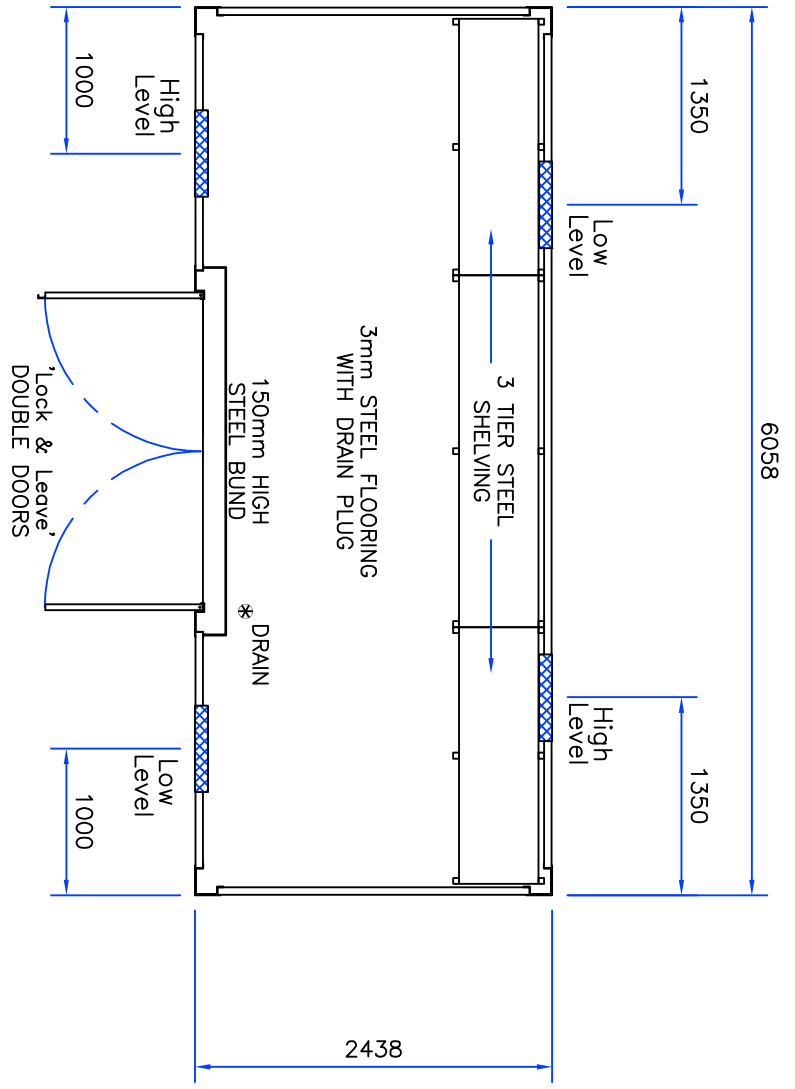 6058
1350
1350
Low
Level
High
Level
3 TIER STEEL
SHELVING
3mm STEEL FLOORING
WITH DRAIN PLUG
150mm HIGH
STEEL BUND
DRAIN
High
Level
Low
Level
1000
1000
'Lock & Leave'
DOUBLE DOORS
2438